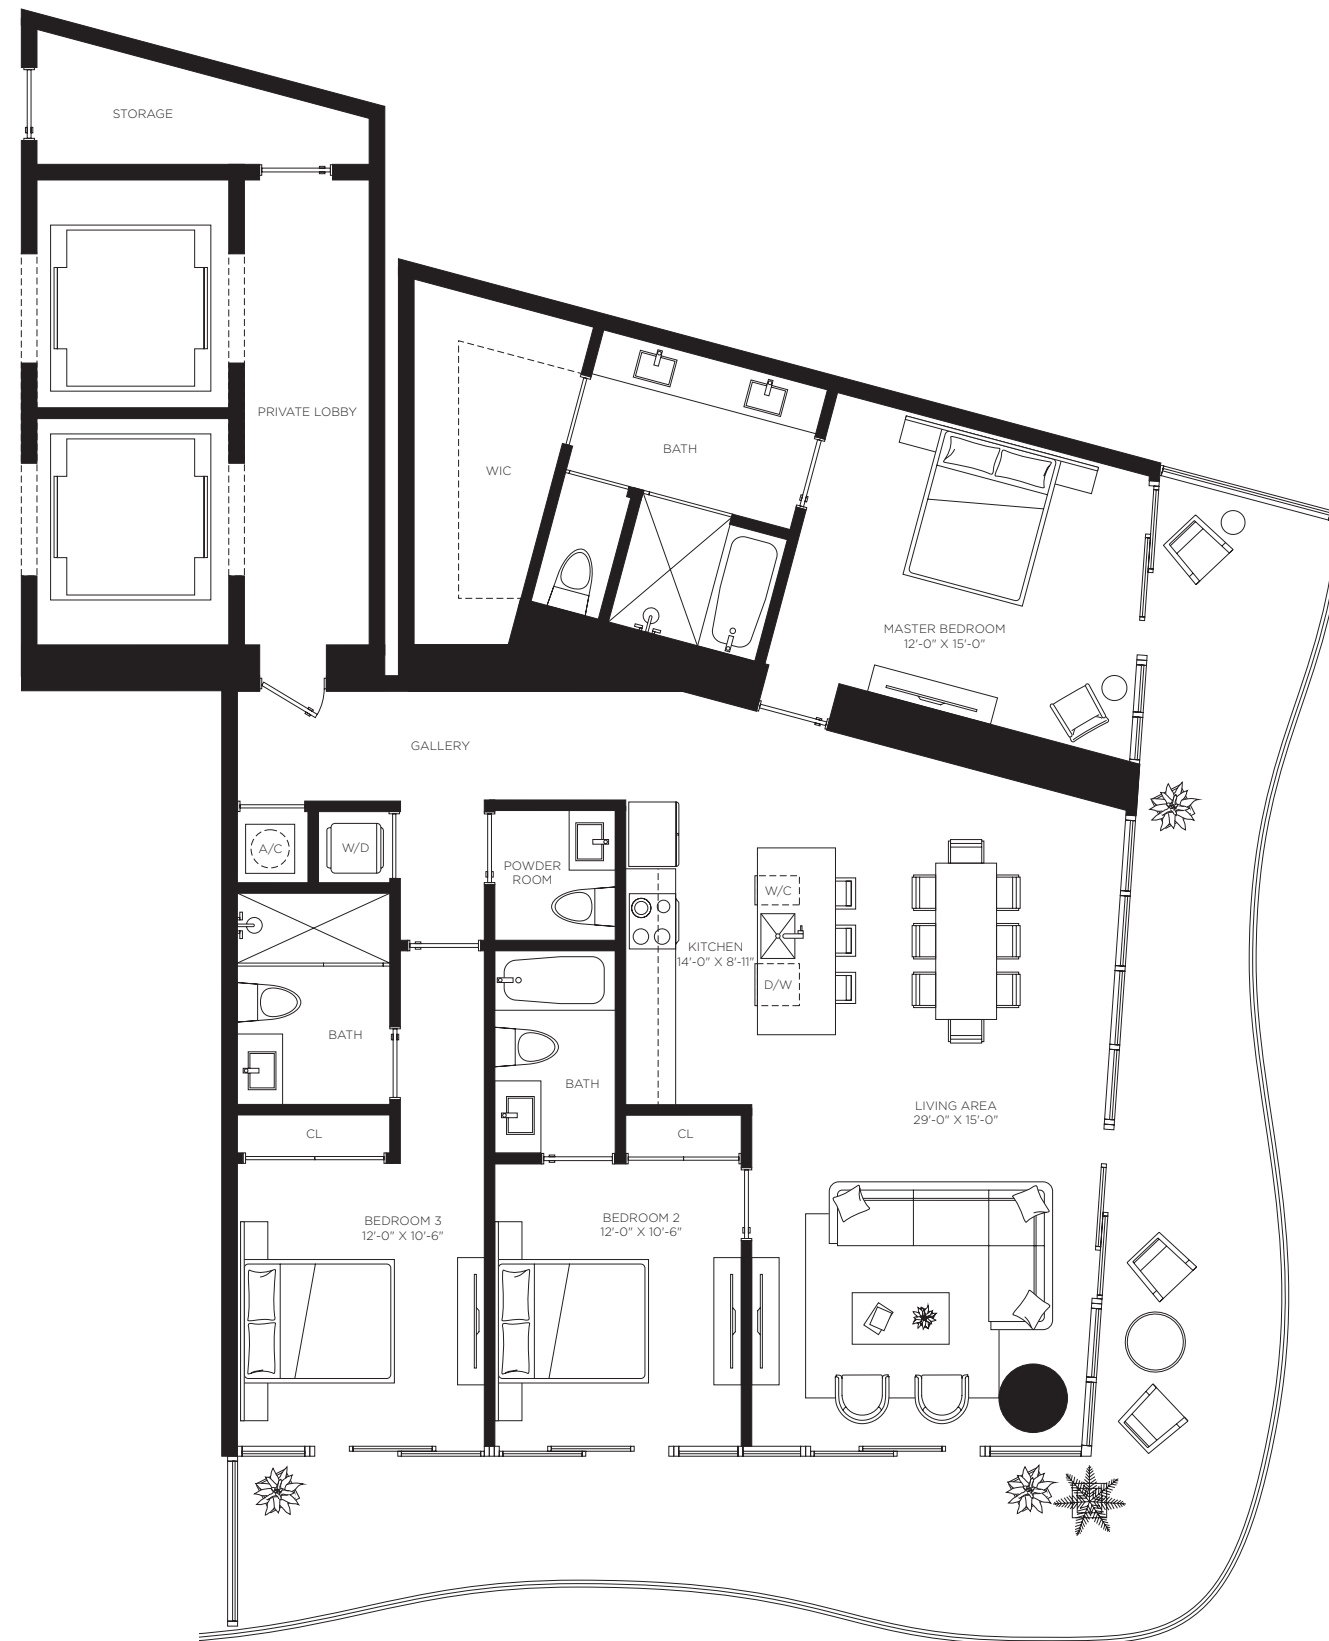 STORAGE
PRIVATE LOBBY
WIC
BATH
MASTER BEDROOM
12'-0" X 15'-0"
GALLERY
A/C
W/D
POWDER
ROOM
W/C
KITCHEN
14'-0" X 8'-11"
D/W
BATH
BATH
CL
CL
LIVING AREA
29'-0" X 15'-0"
BEDROOM 3
12'-0" X 10'-6"
BEDROOM 2
12'-0" X 10'-6"